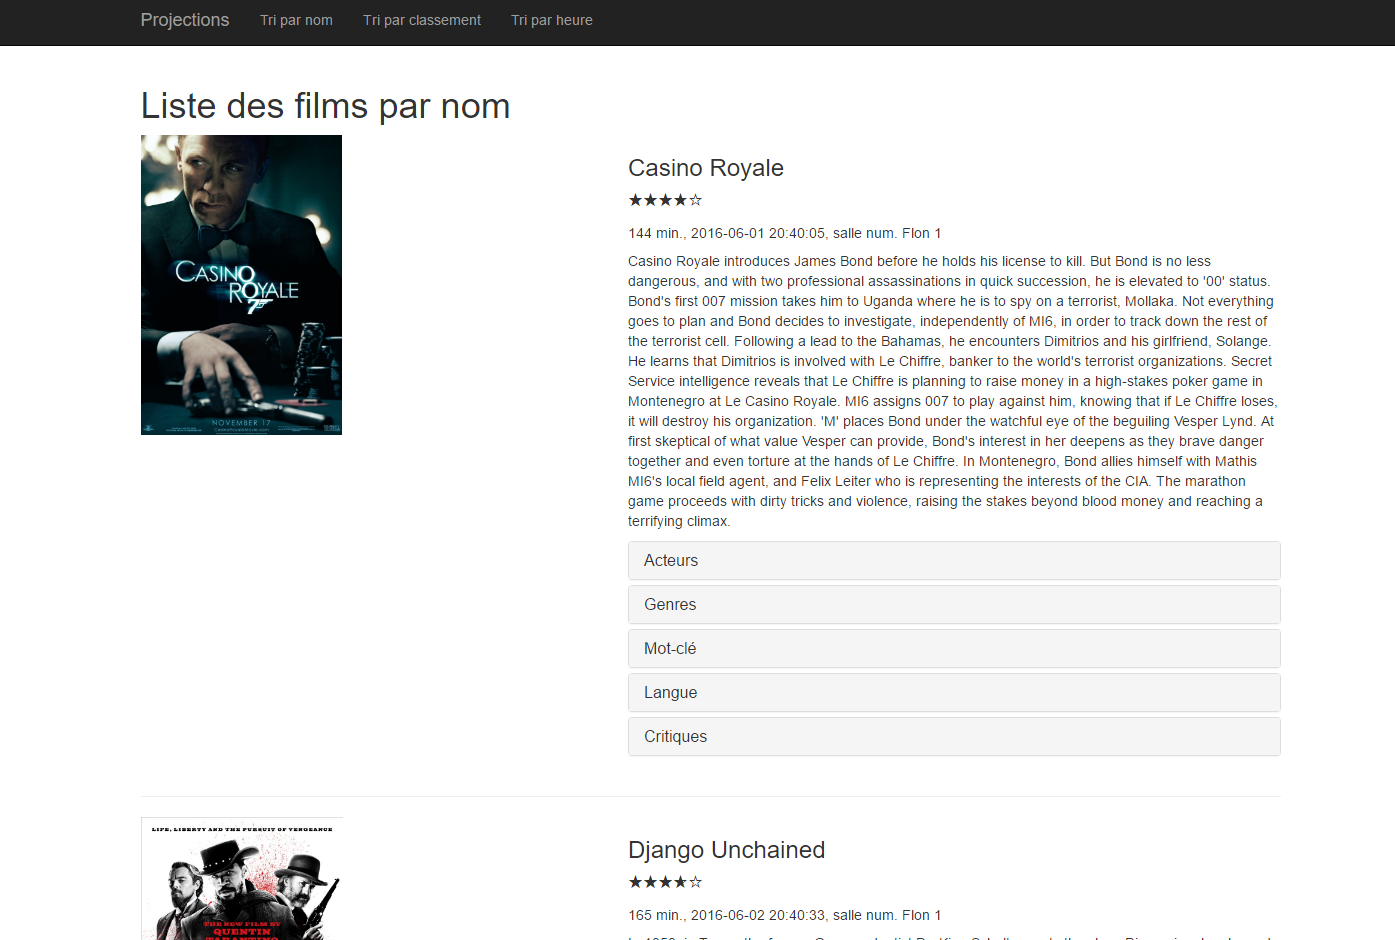 Projections Tri par nom Tri par classement Tri par heure
Liste des films par nom
CASINO
ROYALE
007
NOVEMBER 17
Casino Royale
★★★★☆
144 min., 2016-06-01 20:40:05, salle num. Flon 1
Casino Royale introduces James Bond before he holds his license to kill. But Bond is no less
dangerous, and with two professional assassinations in quick succession, he is elevated to '00' status.
Bond's first 007 mission takes him to Uganda where he is to spy on a terrorist, Mollaka. Not everything
goes to plan and Bond decides to investigate, independently of MI6, in order to track down the rest of
the terrorist cell. Following a lead to the Bahamas, he encounters Dimitrios and his girlfriend, Solange.
He learns that Dimitrios is involved with Le Chiffre, banker to the world's terrorist organizations. Secret
Service intelligence reveals that Le Chiffre is planning to raise money in a high-stakes poker game in
Montenegro at Le Casino Royale. MI6 assigns 007 to play against him, knowing that if Le Chiffre loses,
it will destroy his organization. 'M' places Bond under the watchful eye of the beguiling Vesper Lynd. At
first skeptical of what value Vesper can provide, Bond's interest in her deepens as they brave danger
together and even torture at the hands of Le Chiffre. In Montenegro, Bond allies himself with Mathis
MI6's local field agent, and Felix Leiter who is representing the interests of the CIA. The marathon
game proceeds with dirty tricks and violence, raising the stakes beyond blood money and reaching a
terrifying climax.
Acteurs
Genres
Mot-clé
Langue
Critiques
LIFE, LIBERTY AND THE PURSUIT OF VENGEANCE
THE NEW FILM BY
QUENTIN
TARANTINO
Django Unchained
★★★★☆
165 min., 2016-06-02 20:40:33, salle num. Flon 1